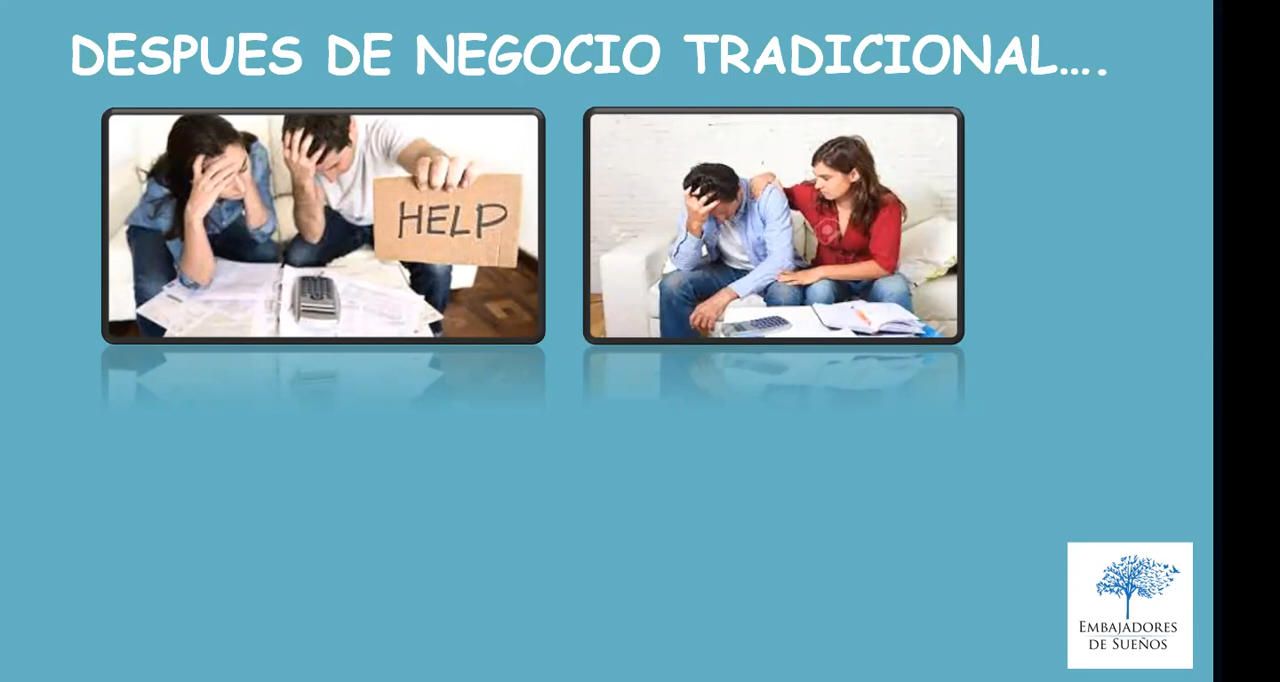 DESPUES DE NEGOCIO TRADICIONAL....
HELP
EMBAJADORES
DE SUEÑOS